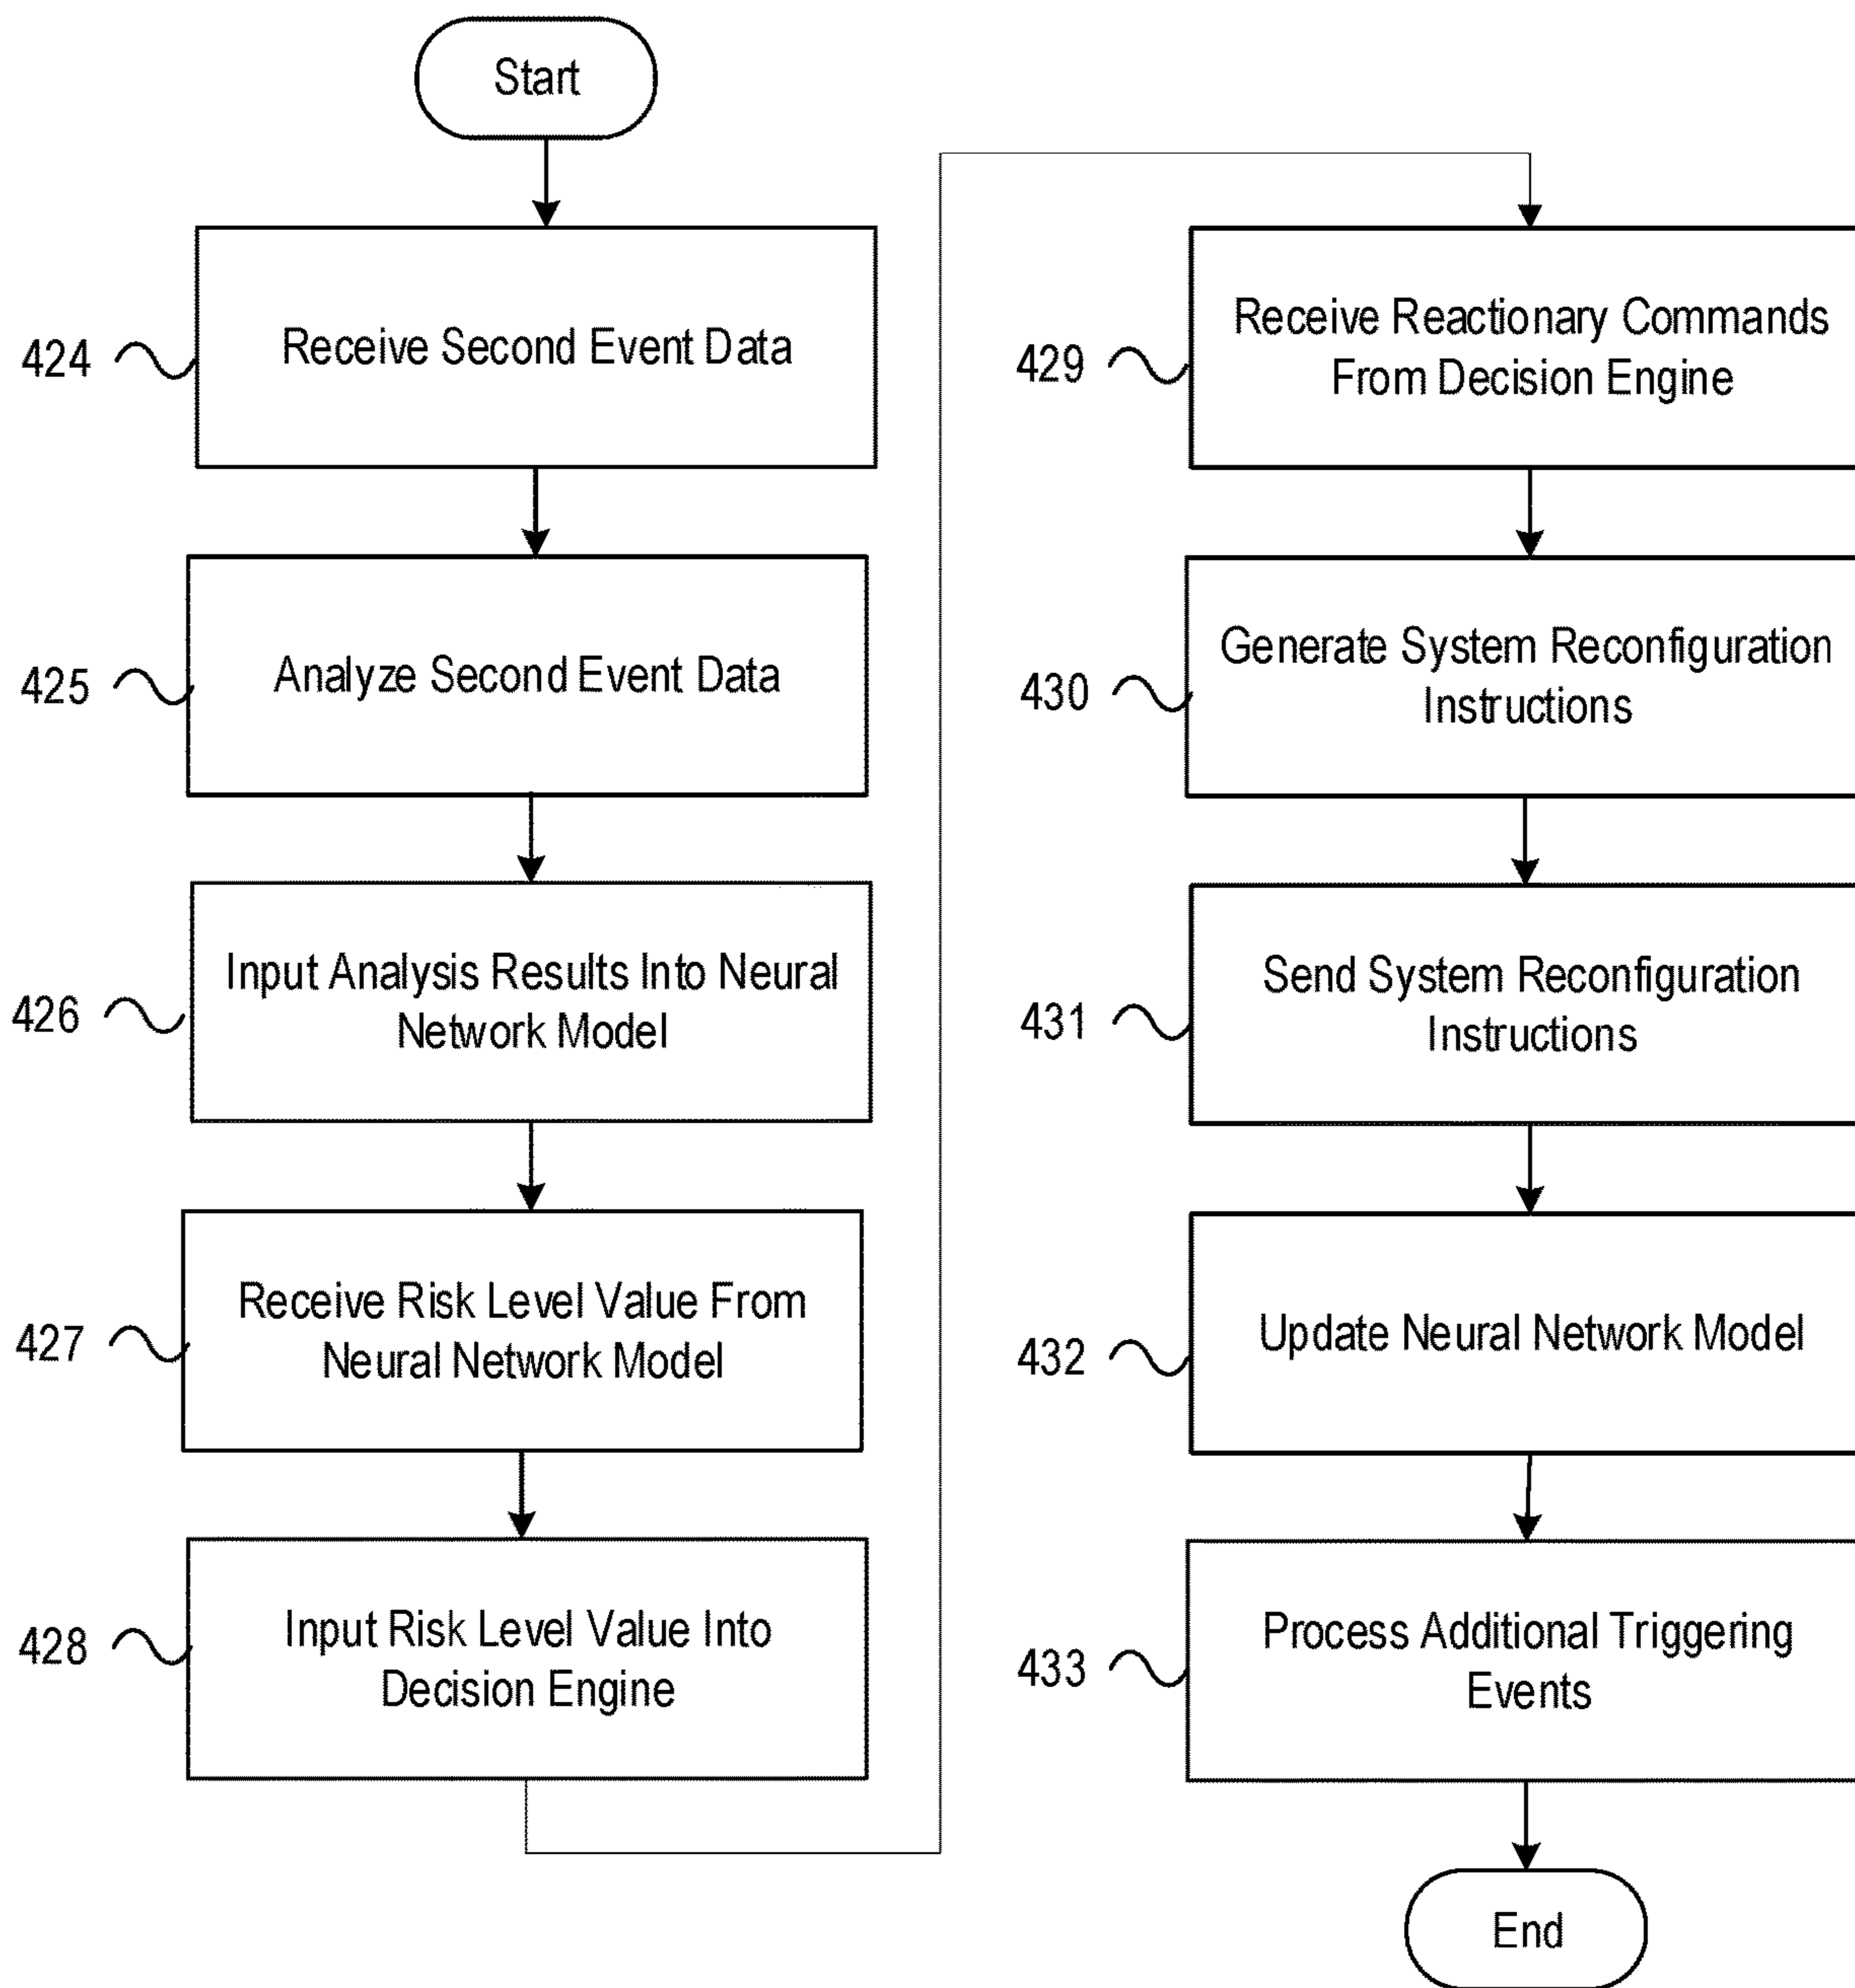 Start
424
Receive Second Event Data
425
Analyze Second Event Data
426
Input Analysis Results Into Neural
Network Model
427
Receive Risk Level Value From
Neural Network Model
428
Input Risk Level Value Into
Decision Engine
429
Receive Reactionary Commands
From Decision Engine
430
Generate System Reconfiguration
Instructions
431
Send System Reconfiguration
Instructions
432
Update Neural Network Model
433
Process Additional Triggering
Events
End